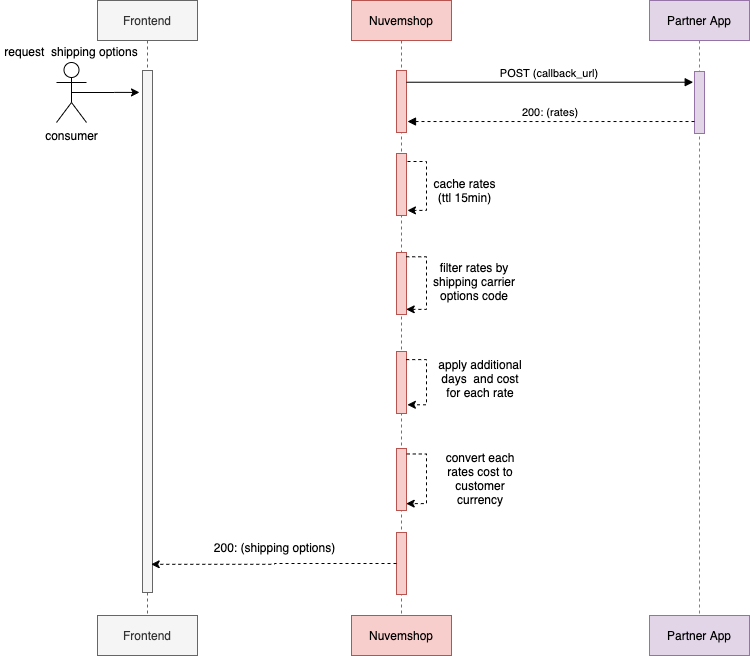 Frontend
Nuvemshop
Partner App
request shipping options
POST (callback_url)
200: (rates)
consumer
cache rates
(ttl 15min)
filter rates by
shipping carrier
options code
apply additional
days and cost
for each rate
convert each
rates cost to
customer
currency
200: (shipping options)
Frontend
Nuvemshop
Partner App